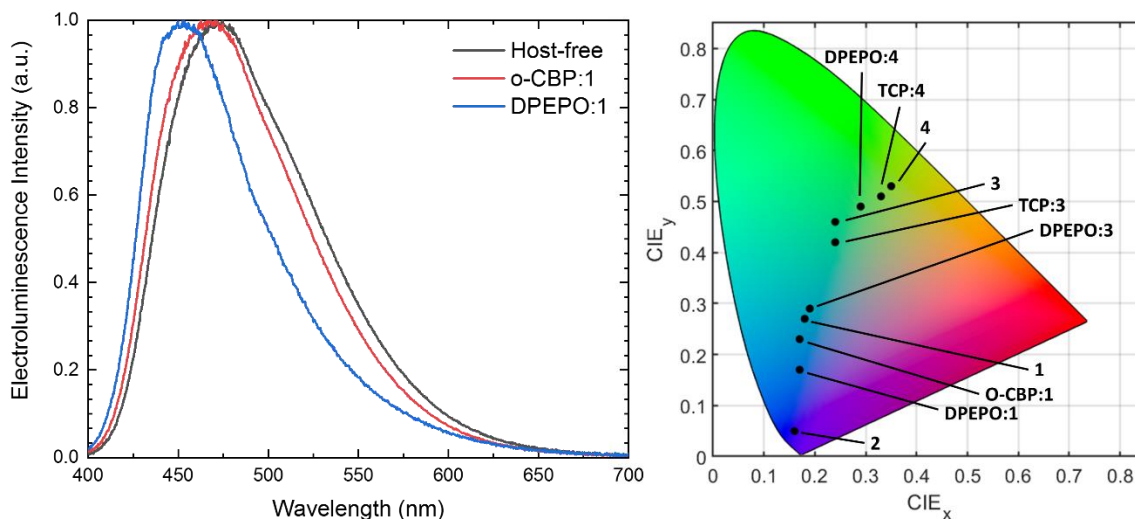 1.0
0.8
0.6
0.4
0.2
0.0
400
450
500
550
600
650
700
Electroluminescence Intensity (a.u.)
Wavelength (nm)
Host-free
o-CBP:1
DPEPO:1
0.8
0.7
0.6
0.5
0.4
0.3
0.2
0.1
0
0
0.1
0.2
0.3
0.4
0.5
0.6
0.7
0.8
CIEy
CIEx
DPEPO:4
TCP:4
4
3
TCP:3
DPEPO:3
1
O-CBP:1
DPEPO:1
2